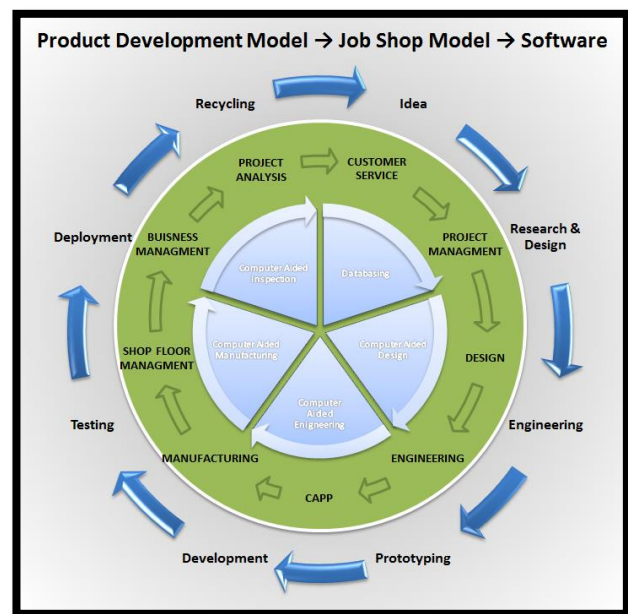 Product Development Model → Job Shop Model → Software
Recycling
Idea
Research &
Design
Engineering
Prototyping
Development
Testing
Deployment
PROJECT
ANALYSIS
CUSTOMER
SERVICE
PROJECT
MANAGMENT
DESIGN
ENGINEERING
CAPP
MANUFACTURING
SHOP FLOOR
MANAGMENT
BUISNESS
MANAGMENT
Computer Aided
Inspection
Databasing
Computer Aided
Design
Computer
Aided
Enigneering
Computer Aided
Manufacturing